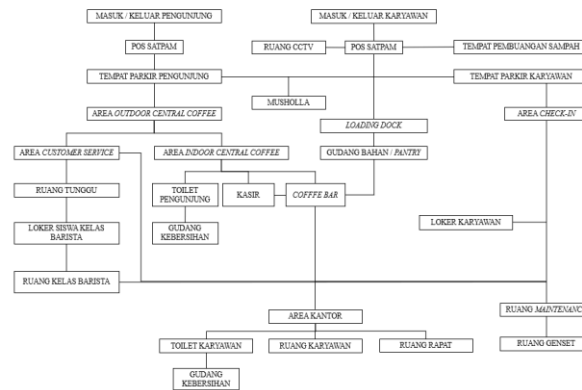 MASUK / KELUAR PENGUNJUNG
MASUK / KELUAR KARYAWAN
POS SATPAM
RUANG CCTV
POS SATPAM
TEMPAT PEMBUANGAN SAMPAH
TEMPAT PARKIR PENGUNJUNG
TEMPAT PARKIR KARYAWAN
MUSHOLLA
AREA OUTDOOR CENTRAL COFFEE
AREA CHECK-IN
LOADING DOCK
AREA CUSTOMER SERVICE
AREA INDOOR CENTRAL COFFEE
GUDANG BAHAN / PANTRY
RUANG TUNGGU
TOILET
PENGUNJUNG
KASIR
COFFFE BAR
LOKER SISWA KELAS
BARISTA
GUDANG
KEBERSIHAN
LOKER KARYAWAN
RUANG KELAS BARISTA
RUANG MAINTENANC
AREA KANTOR
TOILET KARYAWAN
RUANG KARYAWAN
RUANG RAPAT
RUANG GENSET
GUDANG
KEBERSIHAN